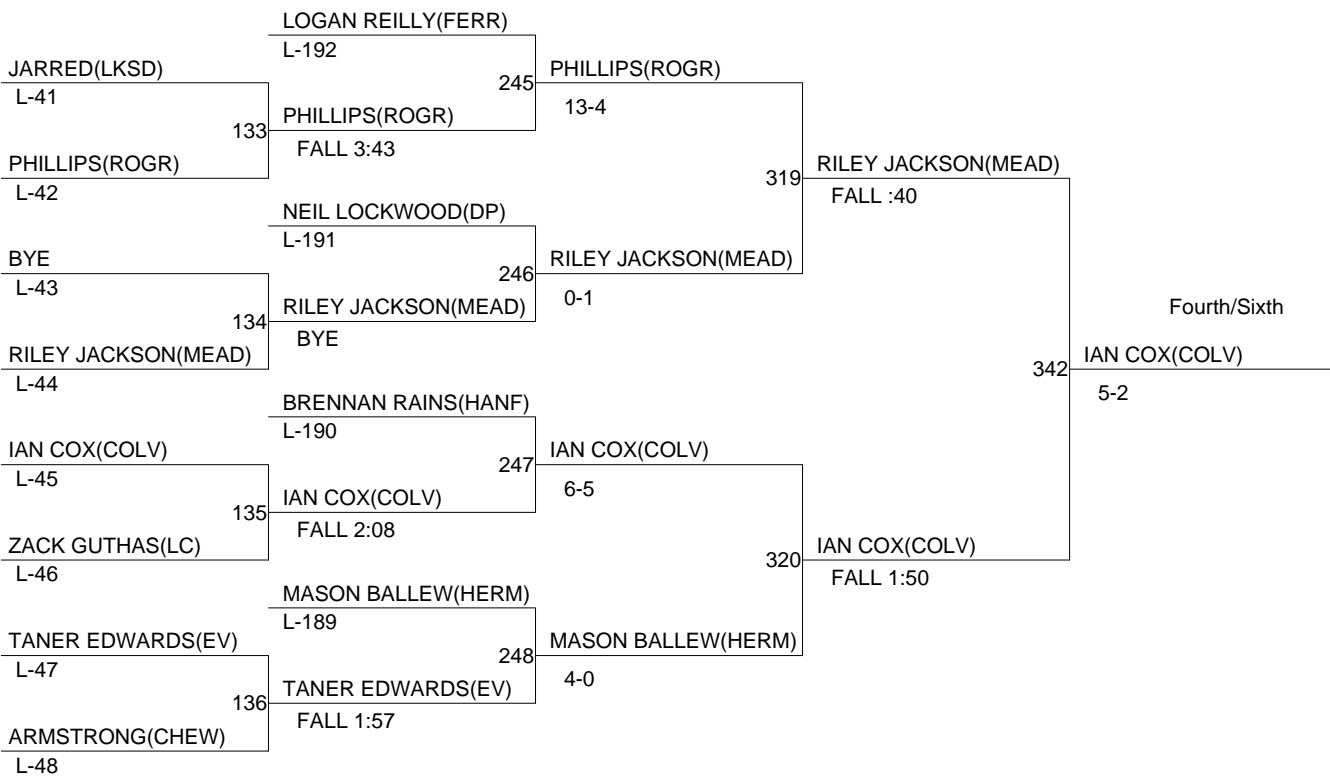 LOGAN REILLY(FERR)
L-192
JARRED(LKSD)
L-41
245
PHILLIPS(ROGR)
13-4
133
PHILLIPS(ROGR)
FALL 3:43
PHILLIPS(ROGR)
L-42
319
RILEY JACKSON(MEAD)
FALL :40
NEIL LOCKWOOD(DP)
L-191
BYE
L-43
246
RILEY JACKSON(MEAD)
0-1
134
RILEY JACKSON(MEAD)
BYE
Fourth/Sixth
RILEY JACKSON(MEAD)
L-44
342
IAN COX(COLV)
5-2
BRENNAN RAINS(HANF)
L-190
IAN COX(COLV)
L-45
247
IAN COX(COLV)
6-5
135
IAN COX(COLV)
FALL 2:08
ZACK GUTHAS(LC)
L-46
320
IAN COX(COLV)
FALL 1:50
MASON BALLEW(HERM)
L-189
TANER EDWARDS(EV)
L-47
248
MASON BALLEW(HERM)
4-0
136
TANER EDWARDS(EV)
FALL 1:57
ARMSTRONG(CHEW)
L-48